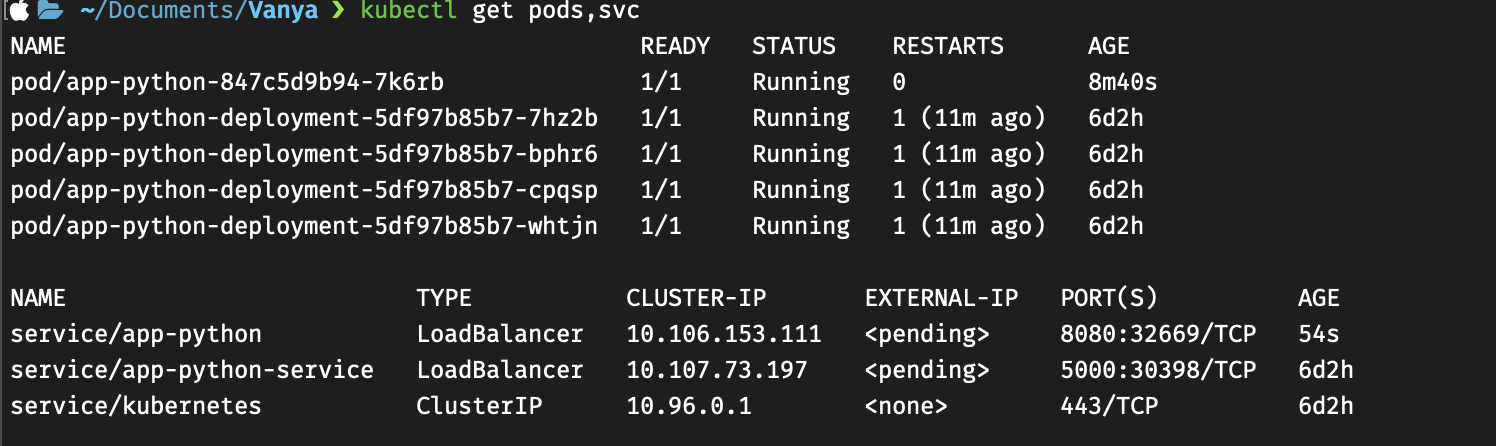 ~/Documents/Vanya ❯ kubectl get pods,svc
NAME READY STATUS RESTARTS AGE
pod/app-python-847c5d9b94-7k6rb 1/1 Running 0 8m40s
pod/app-python-deployment-5df97b85b7-7hz2b 1/1 Running 1 (11m ago) 6d2h
pod/app-python-deployment-5df97b85b7-bphr6 1/1 Running 1 (11m ago) 6d2h
pod/app-python-deployment-5df97b85b7-cpqsp 1/1 Running 1 (11m ago) 6d2h
pod/app-python-deployment-5df97b85b7-whtjn 1/1 Running 1 (11m ago) 6d2h
NAME TYPE CLUSTER-IP EXTERNAL-IP PORT(S) AGE
service/app-python LoadBalancer 10.106.153.111 <pending> 8080:32669/TCP 54s
service/app-python-service LoadBalancer 10.107.73.197 <pending> 5000:30398/TCP 6d2h
service/kubernetes ClusterIP 10.96.0.1 <none> 443/TCP 6d2h